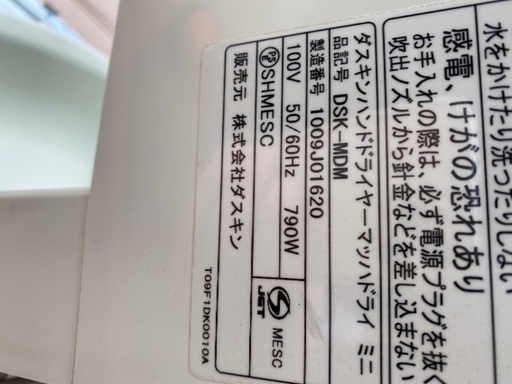 水をかけたり洗ったりしない
感電、けがの恐れあり
お手入れの際は、必ず電源プラグを抜く
吹出ノズルから針金などを差し込まない
ダスキンハンドドライヤーマッハドライ ミニ
品記号 DSK-MDM
製造番号 1009J01620
100V 50/60Hz 790W
PSE SHMESC
販売元 株式会社ダスキン
S JET MESC
T09F1DK0010A